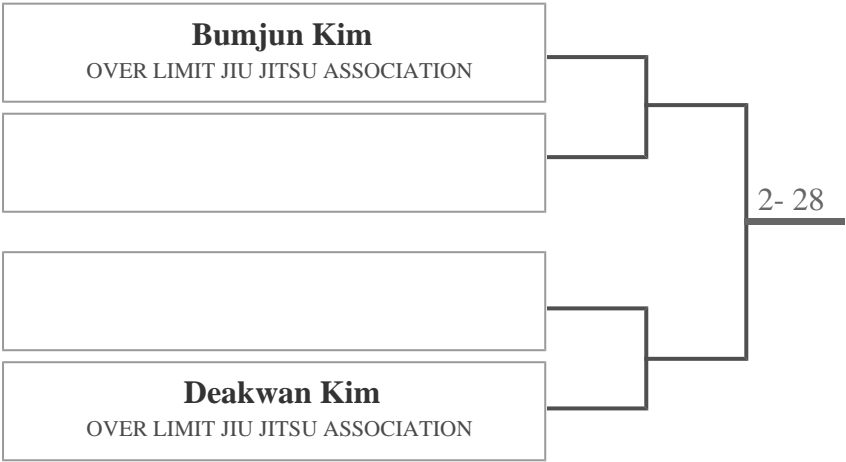 Bumjun Kim
OVER LIMIT JIU JITSU ASSOCIATION
2- 28
Deakwan Kim
OVER LIMIT JIU JITSU ASSOCIATION